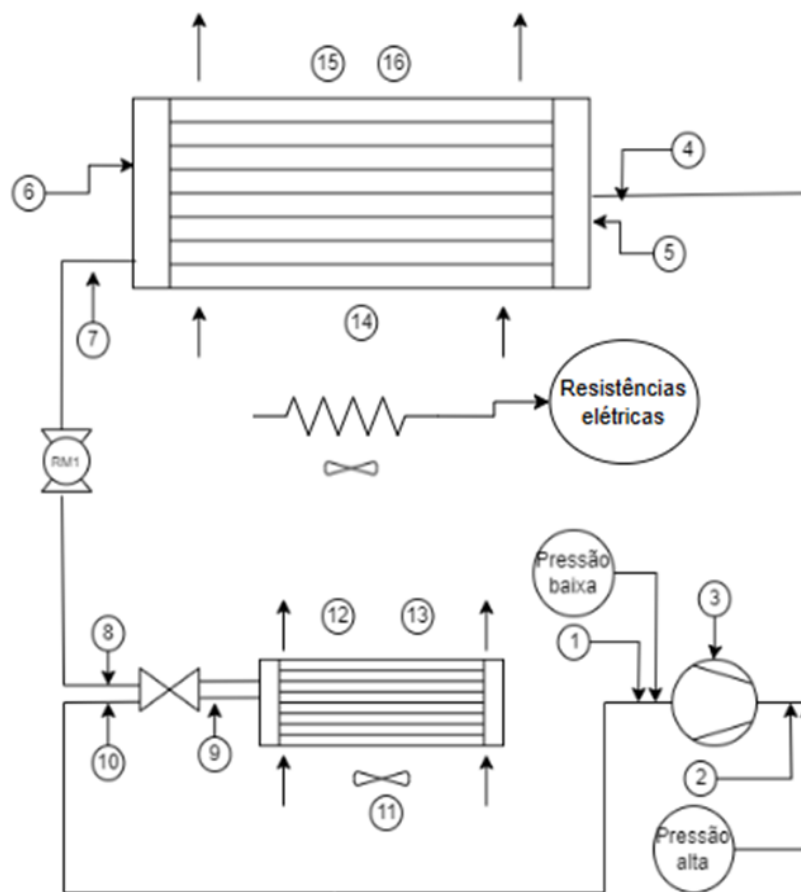 15
16
4
6
5
14
7
Resistências
elétricas
RM1
Pressão
baixa
3
12
13
1
8
10
9
2
11
Pressão
alta